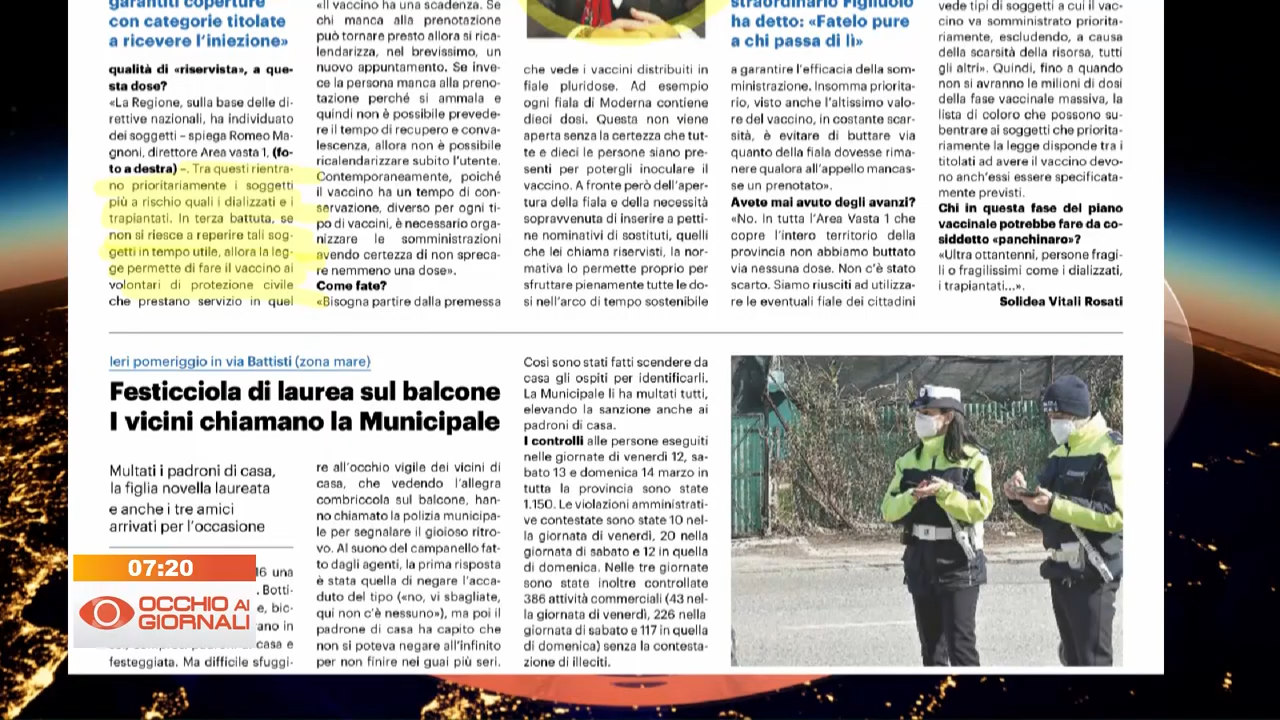 garantiti coperture
con categorie titolate
a ricevere l'iniezione»
qualità di «riservista», a que-
sta dose?
«La Regione, sulla base delle di-
rettive nazionali, ha individuato
dei soggetti – spiega Romeo Ma-
gnoni, direttore Area vasta 1, (fo-
to a destra) –. Tra questi rientra-
no prioritariamente i soggetti
più a rischio quali i dializzati e i
trapiantati. In terza battuta, se
non si riesce a reperire tali sog-
getti in tempo utile, allora la leg-
ge permette di fare il vaccino ai
volontari di protezione civile
che prestano servizio in quel
«Il vaccino ha una scadenza. Se
chi manca alla prenotazione
può tornare presto allora si rica-
lendarizza, nel brevissimo, un
nuovo appuntamento. Se inve-
ce la persona manca alla preno-
tazione perché si ammala e
quindi non è possibile prevede-
re il tempo di recupero e conva-
lescenza, allora non è possibile
ricalendarizzare subito l'utente.
Contemporaneamente, poiché
il vaccino ha un tempo di con-
servazione, diverso per ogni ti-
po di vaccini, è necessario orga-
nizzare le somministrazioni
avendo certezza di non spreca-
re nemmeno una dose».
Come fate?
«Bisogna partire dalla premessa
che vede i vaccini distribuiti in
fiale pluridose. Ad esempio
ogni fiala di Moderna contiene
dieci dosi. Questa non viene
aperta senza la certezza che tut-
te e dieci le persone siano pre-
senti per potergli inoculare il
vaccino. A fronte però dell'aper-
tura della fiala e della necessità
sopravvenuta di inserire a petti-
ne nominativi di sostituti, quelli
che lei chiama riservisti, la nor-
mativa lo permette proprio per
sfruttare pienamente tutte le do-
si nell'arco di tempo sostenibile
straordinario Figliuolo
ha detto: «Fatelo pure
a chi passa di lì»
a garantire l'efficacia della som-
ministrazione. Insomma priorita-
rio, visto anche l'altissimo valo-
re del vaccino, in costante scar-
sità, è evitare di buttare via
quanto della fiala dovesse rima-
nere qualora all'appello mancas-
se un prenotato».
Avete mai avuto degli avanzi?
«No. In tutta l'Area Vasta 1 che
copre l'intero territorio della
provincia non abbiamo buttato
via nessuna dose. Non c'è stato
scarto. Siamo riusciti ad utilizza-
re le eventuali fiale dei cittadini
vede tipi di soggetti a cui il vac-
cino va somministrato priorita-
riamente, escludendo, a causa
della scarsità della risorsa, tutti
gli altri». Quindi, fino a quando
non si avranno le milioni di dosi
della fase vaccinale massiva, la
lista di coloro che possono su-
bentrare ai soggetti che priorita-
riamente la legge disponde tra i
titolati ad avere il vaccino devo-
no anch'essi essere specificata-
mente previsti.
Chi in questa fase del piano
vaccinale potrebbe fare da co-
siddetto «panchinaro»?
«Ultra ottantenni, persone fragi-
li o fragilissimi come i dializzati,
i trapiantati...».
Solidea Vitali Rosati
Ieri pomeriggio in via Battisti (zona mare)
Festicciola di laurea sul balcone
I vicini chiamano la Municipale
Multati i padroni di casa,
la figlia novella laureata
e anche i tre amici
arrivati per l'occasione
16 una
. Botti-
e, bic-
ano in
casa e
festeggiata. Ma difficile sfuggi-
re all'occhio vigile dei vicini di
casa, che vedendo l'allegra
combriccola sul balcone, han-
no chiamato la polizia municipa-
le per segnalare il gioioso ritro-
vo. Al suono del campanello fat-
to dagli agenti, la prima risposta
è stata quella di negare l'acca-
duto del tipo («no, vi sbagliate,
qui non c'è nessuno»), ma poi il
padrone di casa ha capito che
non si poteva negare all'infinito
per non finire nei guai più seri.
Così sono stati fatti scendere da
casa gli ospiti per identificarli.
La Municipale li ha multati tutti,
elevando la sanzione anche ai
padroni di casa.
I controlli alle persone eseguiti
nelle giornate di venerdì 12, sa-
bato 13 e domenica 14 marzo in
tutta la provincia sono state
1.150. Le violazioni amministrati-
ve contestate sono state 10 nel-
la giornata di venerdì, 20 nella
giornata di sabato e 12 in quella
di domenica. Nelle tre giornate
sono state inoltre controllate
386 attività commerciali (43 nel-
la giornata di venerdì, 226 nella
giornata di sabato e 117 in quella
di domenica) senza la contesta-
zione di illeciti.
07:20
OCCHIO AI
GIORNALI